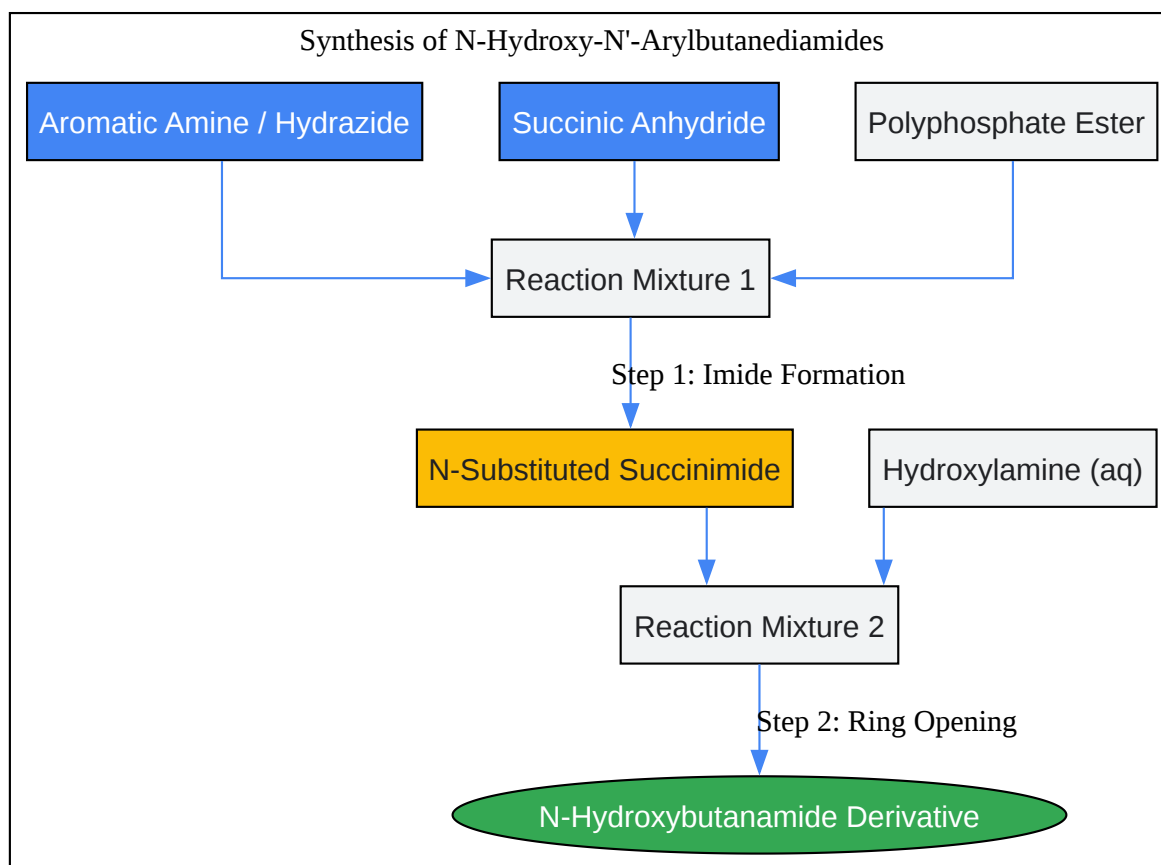 Synthesis of N-Hydroxy-N'-Arylbutanediamides
Aromatic Amine / Hydrazide
Succinic Anhydride
Polyphosphate Ester
Reaction Mixture 1
Step 1: Imide Formation
N-Substituted Succinimide
Hydroxylamine (aq)
Reaction Mixture 2
Step 2: Ring Opening
N-Hydroxybutanamide Derivative